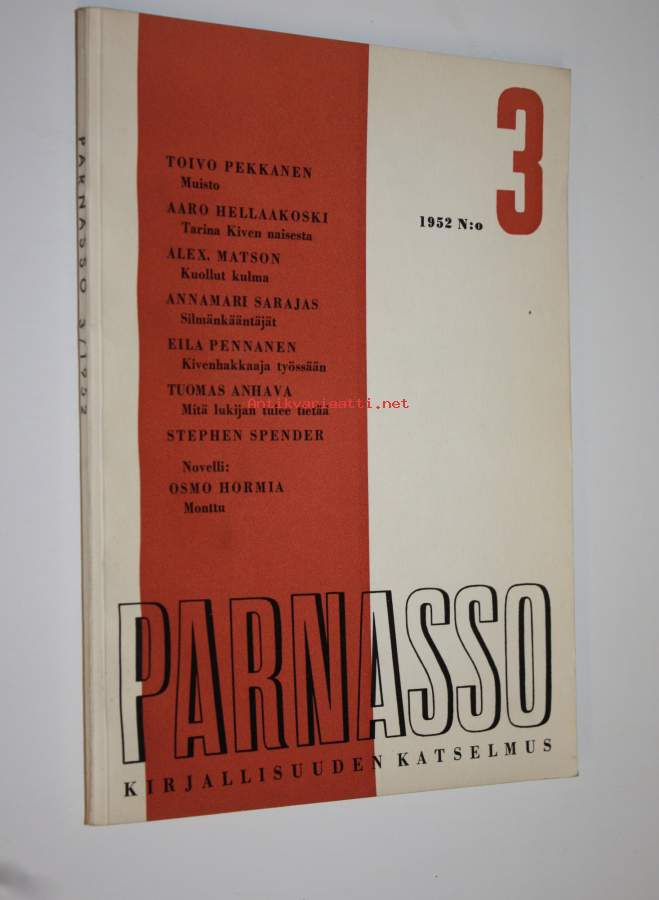 PARNASSO 3/1952
3
1952 N:o
TOIVO PEKKANEN
Muisto
AARO HELLAAKOSKI
Tarina Kiven naisesta
ALEX. MATSON
Kuollut kulma
ANNAMARI SARAJAS
Silmänkääntäjät
EILA PENNANEN
Kivenhakkaaja työssään
TUOMAS ANHAVA
Antikvariaatti.net
Mitä lukijan tulee tietää
STEPHEN SPENDER
Novelli:
OSMO HORMIA
Monttu
PARNASSO
KIRJALLISUUDEN KATSELMUS